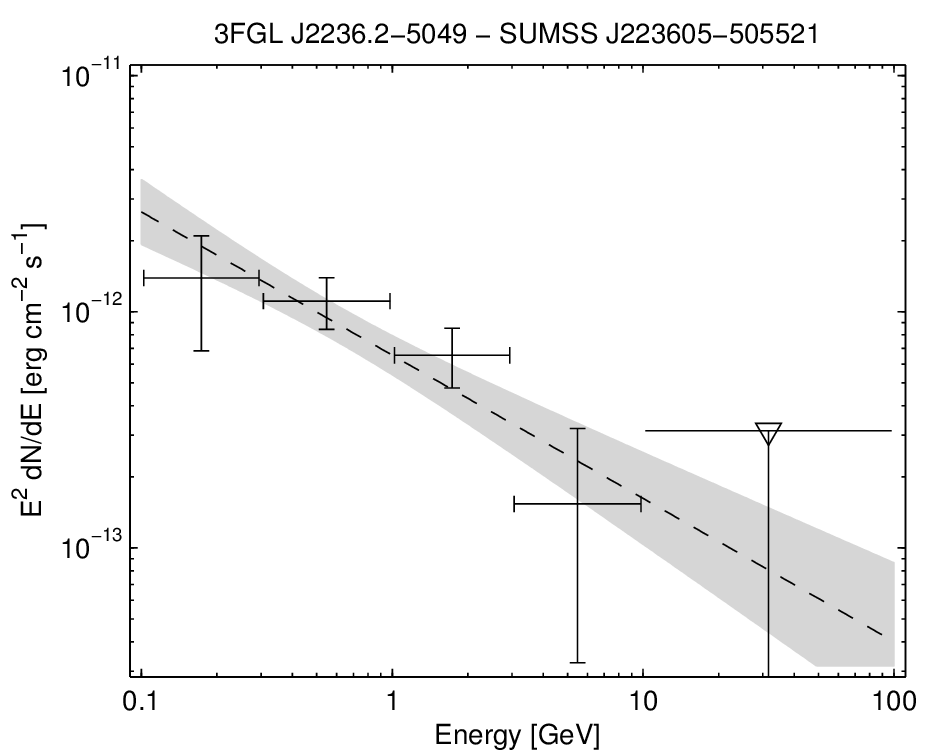 3FGL J2236.2−5049 − SUMSS J223605−505521
10⁻¹¹
10⁻¹²
10⁻¹³
E² dN/dE [erg cm⁻² s⁻¹]
0.1 1 10 100
Energy [GeV]